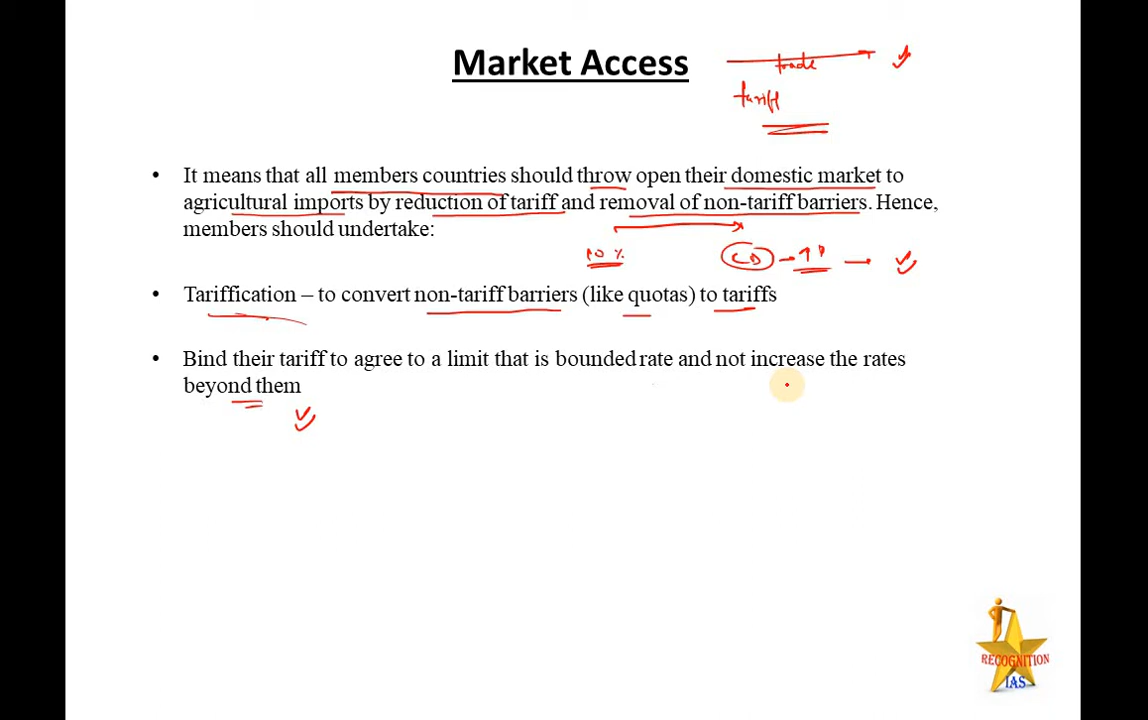 Market Access
trade
tariff
• It means that all members countries should throw open their domestic market to
agricultural imports by reduction of tariff and removal of non-tariff barriers. Hence,
members should undertake:
10 %
CD
• Tariffication – to convert non-tariff barriers (like quotas) to tariffs
• Bind their tariff to agree to a limit that is bounded rate and not increase the rates
beyond them
RECOGNITION
IAS